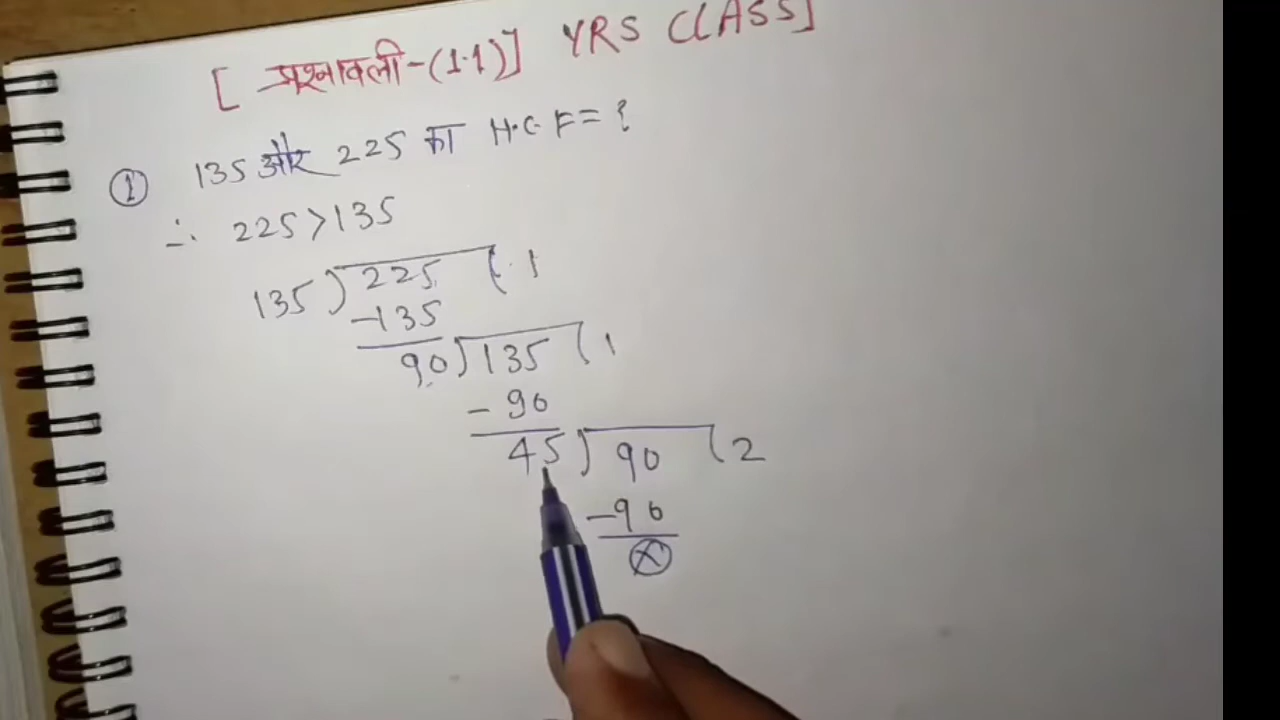 [ प्रश्नावली-(1.1)] YRS CLASS]
① 135 और 225 का H.C.F=?
∴ 225>135
135 ) 225 ( 1
-135
90 ) 135 ( 1
- 90
45 ) 90 ( 2
-90